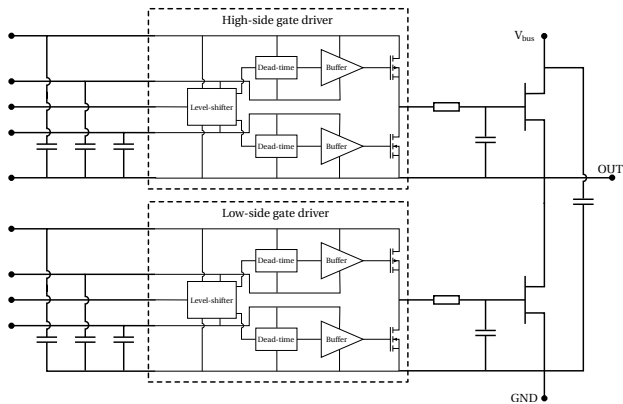 High-side gate driver
V_bus
Dead-time
Buffer
Level-shifter
Dead-time
Buffer
OUT
Low-side gate driver
Dead-time
Buffer
Level-shifter
Dead-time
Buffer
GND